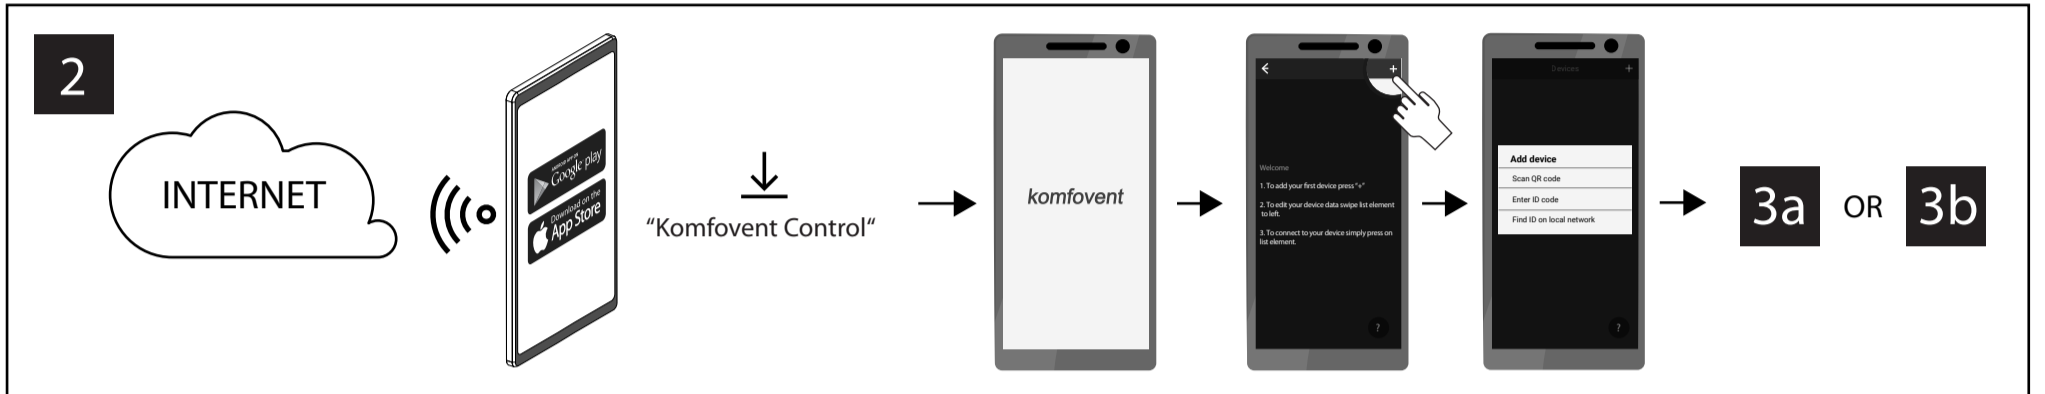 2
INTERNET
ANDROID APP ON
Google play
Download on the
App Store
“Komfovent Control“
komfovent
+
Welcome
1. To add your first device press "+"
2. To edit your device data swipe list element
to left.
3. To connect to your device simply press on
list element.
?
Devices +
Add device
Scan QR code
Enter ID code
Find ID on local network
?
3a OR 3b